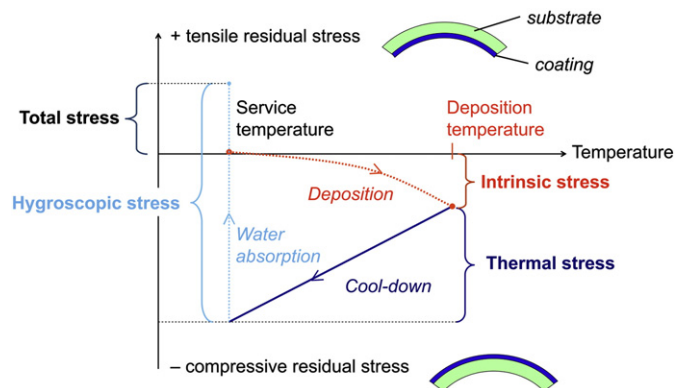 substrate
+ tensile residual stress
coating
Total stress
Service
temperature
Deposition
temperature
Temperature
Deposition
Intrinsic stress
Hygroscopic stress
Water
absorption
Thermal stress
Cool-down
– compressive residual stress